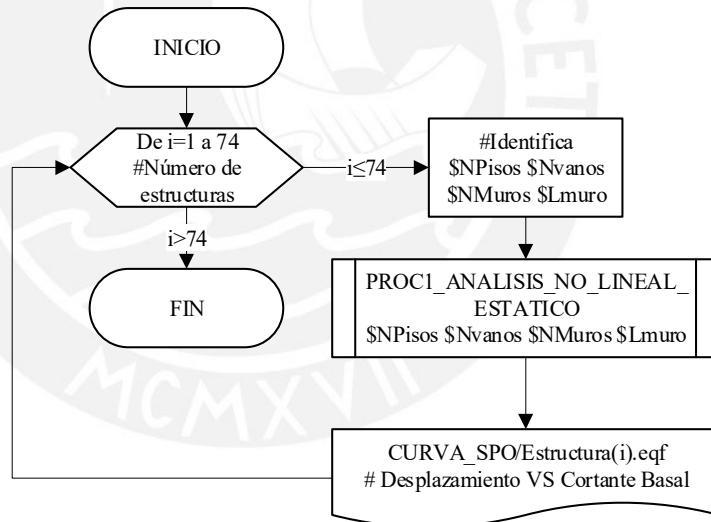 INICIO
De i=1 a 74
#Número de
estructuras
i≤74
#Identifica
$NPisos $Nvanos
$NMuros $Lmuro
i>74
FIN
PROC1_ANALISIS_NO_LINEAL_
ESTATICO
$NPisos $Nvanos $NMuros $Lmuro
CURVA_SPO/Estructura(i).eqf
# Desplazamiento VS Cortante Basal
MCMXVII